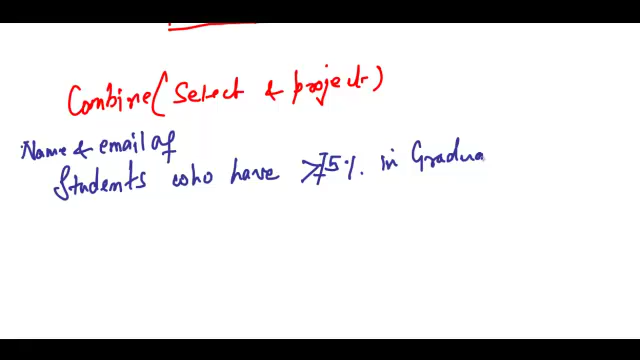 Combine (Select & project)
Name & email of
Students who have >75% in Gradua